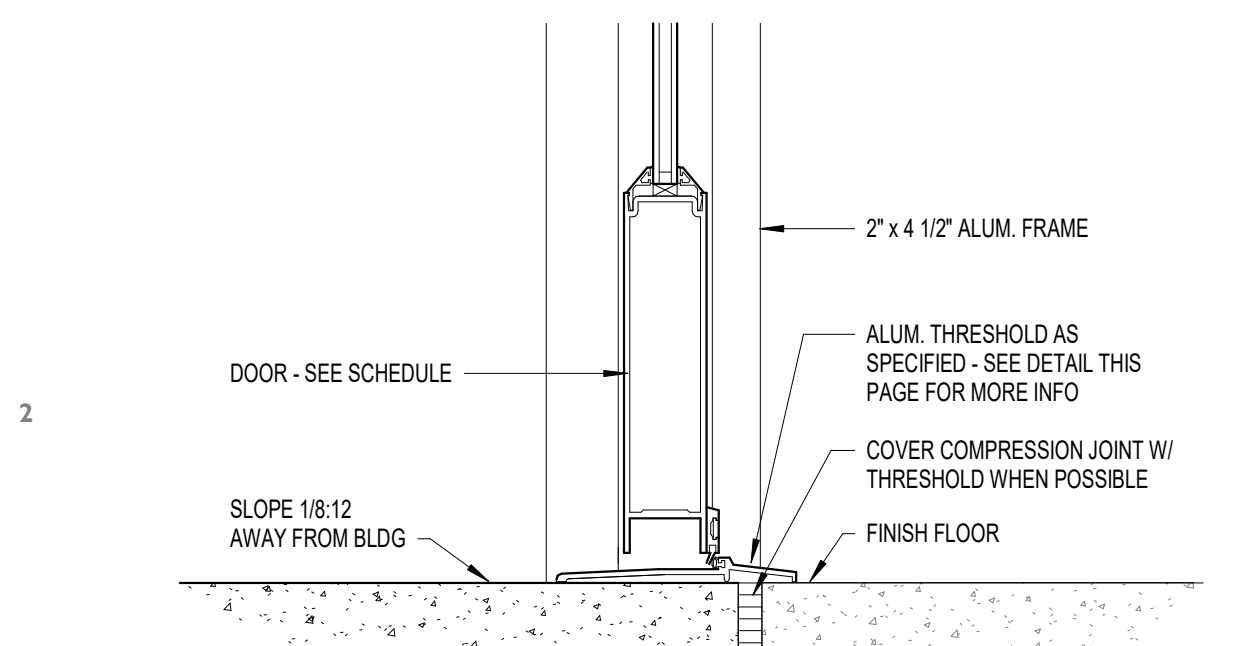 2" x 4 1/2" ALUM. FRAME
ALUM. THRESHOLD AS
SPECIFIED - SEE DETAIL THIS
PAGE FOR MORE INFO
DOOR - SEE SCHEDULE
2
COVER COMPRESSION JOINT W/
THRESHOLD WHEN POSSIBLE
SLOPE 1/8:12
AWAY FROM BLDG
FINISH FLOOR